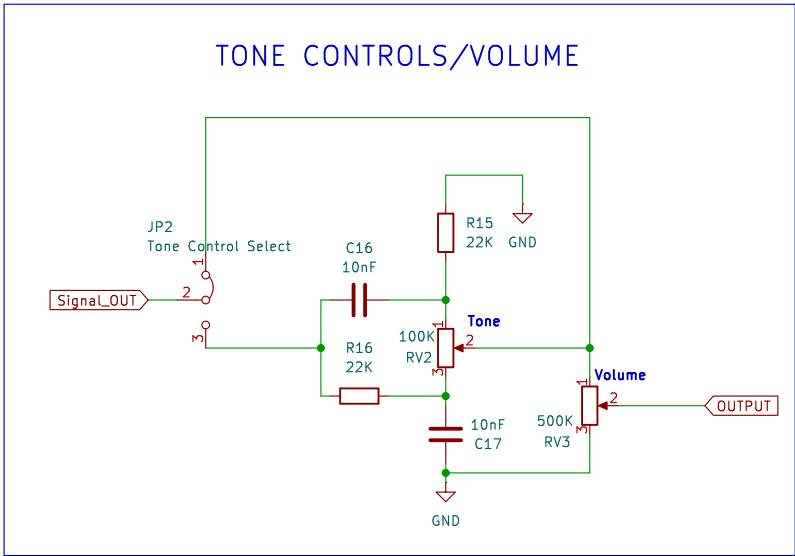 TONE CONTROLS/VOLUME
JP2
Tone Control Select
1
2
3
Signal_OUT
C16
10nF
R15
22K
GND
R16
22K
Tone
1
2
3
100K
RV2
10nF
C17
GND
Volume
1
2
3
500K
RV3
OUTPUT